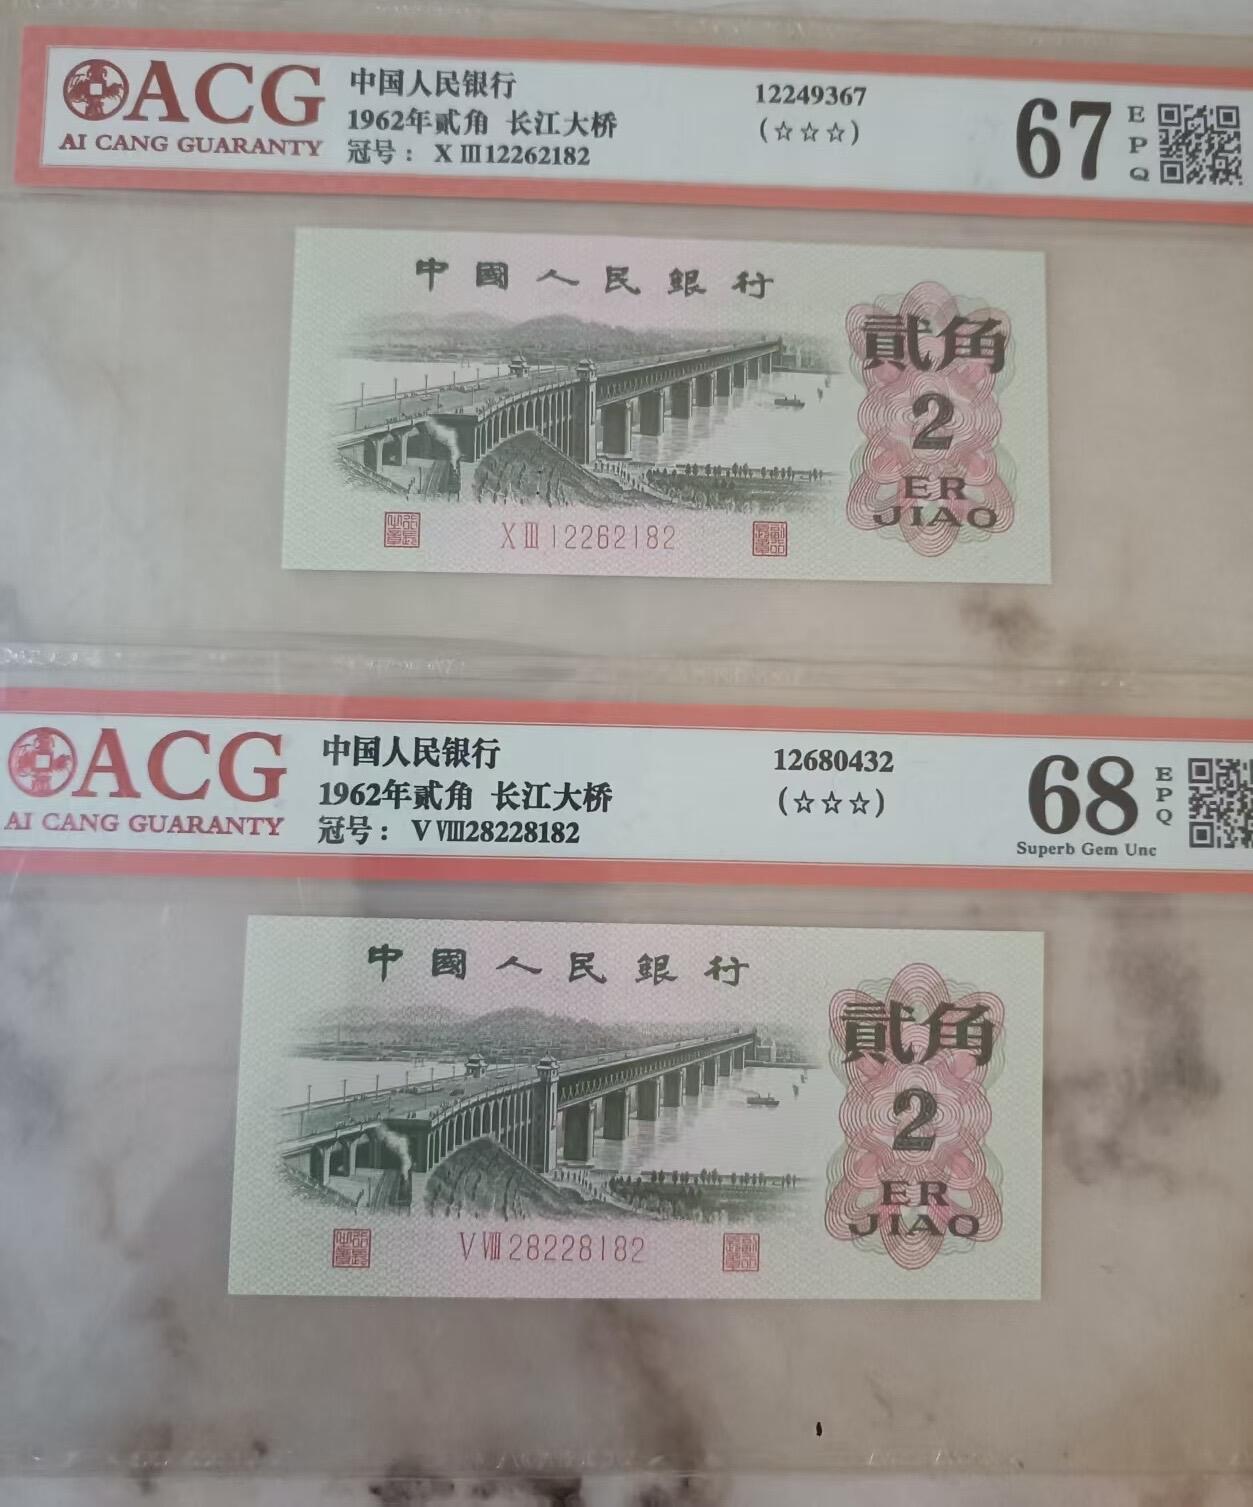 ACG
AI CANG GUARANTY
中国人民银行
1962年贰角 长江大桥
冠号： X III12262182
12249367
(☆☆☆)
67
EPQ
中國人民銀行
貳角
2
ER
JIAO
X III 12262182
ACG
AI CANG GUARANTY
中国人民银行
1962年贰角 长江大桥
冠号： V VIII28228182
12680432
(☆☆☆)
68
EPQ
Superb Gem Unc
中國人民銀行
貳角
2
ER
JIAO
V VIII 28228182